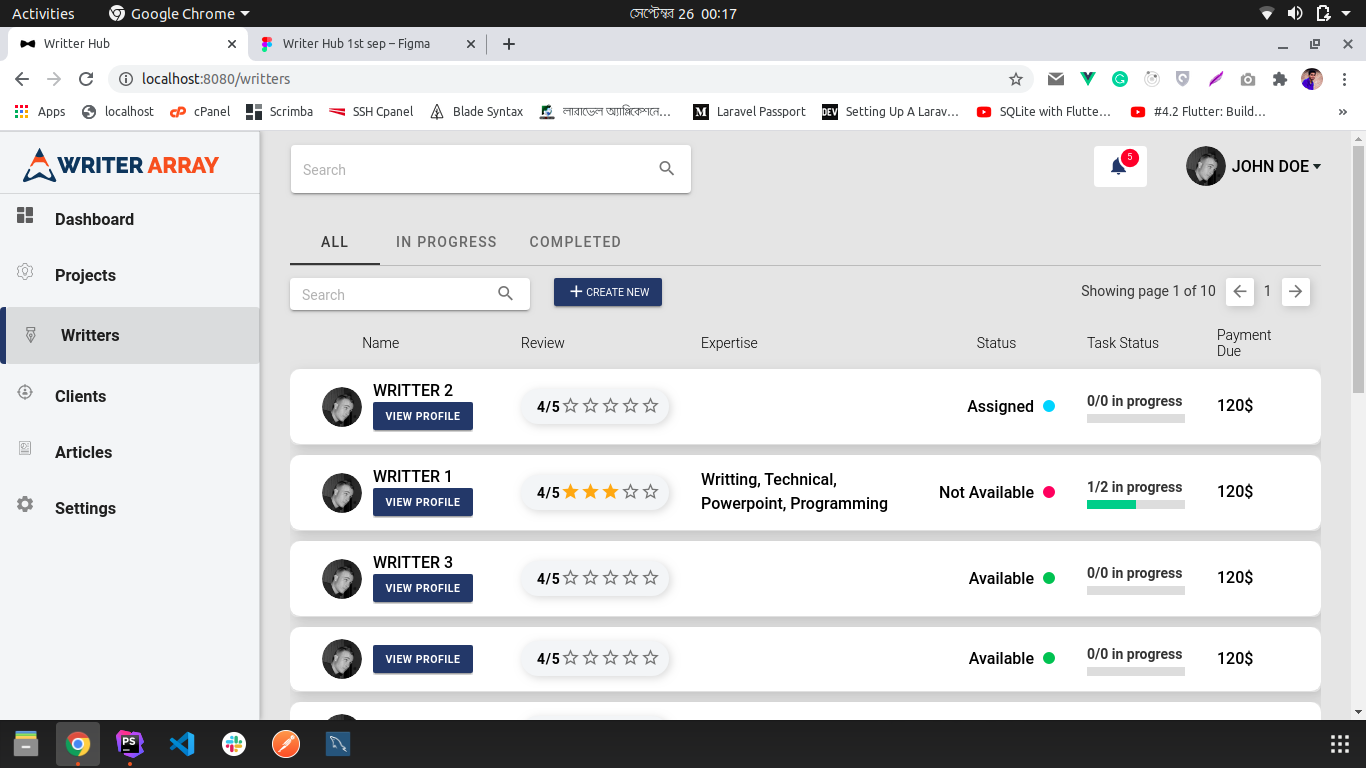 Activities
Google Chrome
সেপ্টেম্বর 26 00:17
Writter Hub
Writer Hub 1st sep – Figma
localhost:8080/writters
Apps
localhost
cPanel
Scrimba
SSH Cpanel
Blade Syntax
লারাভেল অ্যাপ্লিকেশনে...
Laravel Passport
DEV
Setting Up A Larav...
SQLite with Flutte...
#4.2 Flutter: Build...
WRITER ARRAY
Search
5
JOHN DOE
Dashboard
Projects
Writters
Clients
Articles
Settings
ALL
IN PROGRESS
COMPLETED
Search
CREATE NEW
Showing page 1 of 10
1
Name
Review
Expertise
Status
Task Status
Payment
Due
WRITTER 2
VIEW PROFILE
4/5
Assigned
0/0 in progress
120$
WRITTER 1
VIEW PROFILE
4/5
Writting, Technical,
Powerpoint, Programming
Not Available
1/2 in progress
120$
WRITTER 3
VIEW PROFILE
4/5
Available
0/0 in progress
120$
VIEW PROFILE
4/5
Available
0/0 in progress
120$
PS